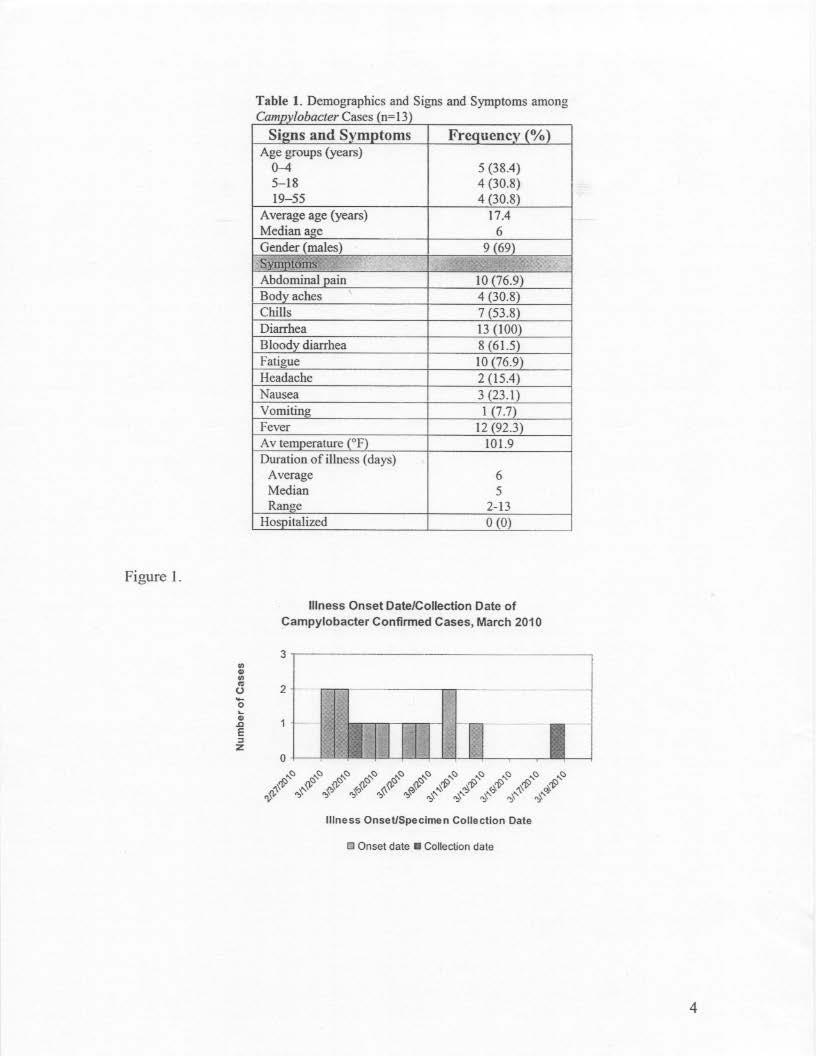 Table 1. Demographics and Signs and Symptoms among
Campylobacter Cases (n=13)
Signs and Symptoms Frequency (%)
Age groups (years)
0–4 5 (38.4)
5–18 4 (30.8)
19–55 4 (30.8)
Average age (years) 17.4
Median age 6
Gender (males) 9 (69)
Symptoms
Abdominal pain 10 (76.9)
Body aches 4 (30.8)
Chills 7 (53.8)
Diarrhea 13 (100)
Bloody diarrhea 8 (61.5)
Fatigue 10 (76.9)
Headache 2 (15.4)
Nausea 3 (23.1)
Vomiting 1 (7.7)
Fever 12 (92.3)
Av temperature (°F) 101.9
Duration of illness (days)
Average 6
Median 5
Range 2-13
Hospitalized 0 (0)
Figure 1.
Illness Onset Date/Collection Date of
Campylobacter Confirmed Cases, March 2010
Number of Cases
3
2
1
0
2/27/2010 3/1/2010 3/3/2010 3/5/2010 3/7/2010 3/9/2010 3/11/2010 3/13/2010 3/15/2010 3/17/2010 3/19/2010
Illness Onset/Specimen Collection Date
Onset date Collection date
4